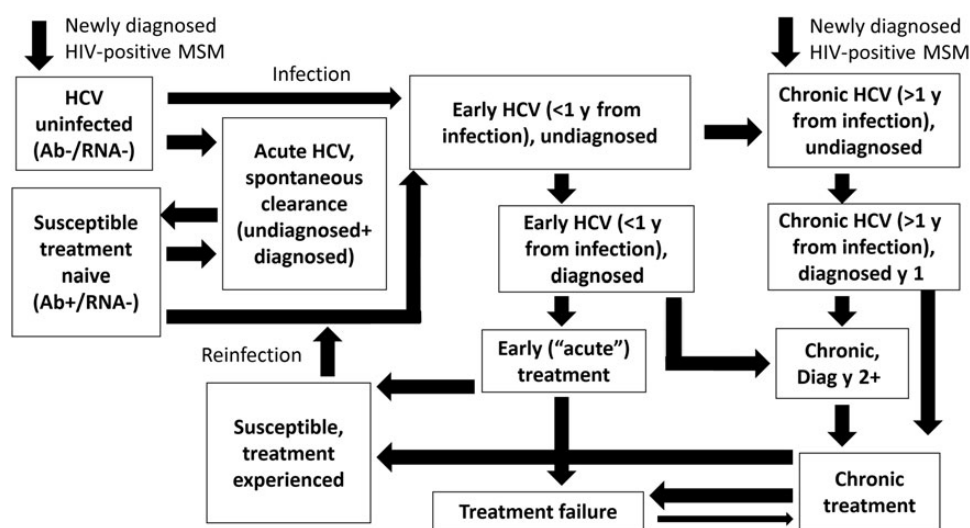 Newly diagnosed
HIV-positive MSM
Newly diagnosed
HIV-positive MSM
HCV
uninfected
(Ab-/RNA-)
Infection
Early HCV (<1 y from
infection), undiagnosed
Chronic HCV (>1 y
from infection),
undiagnosed
Acute HCV,
spontaneous
clearance
(undiagnosed+
diagnosed)
Susceptible
treatment
naive
(Ab+/RNA-)
Early HCV (<1 y
from infection),
diagnosed
Chronic HCV (>1 y
from infection),
diagnosed y 1
Reinfection
Early (“acute”)
treatment
Chronic,
Diag y 2+
Susceptible,
treatment
experienced
Treatment failure
Chronic
treatment